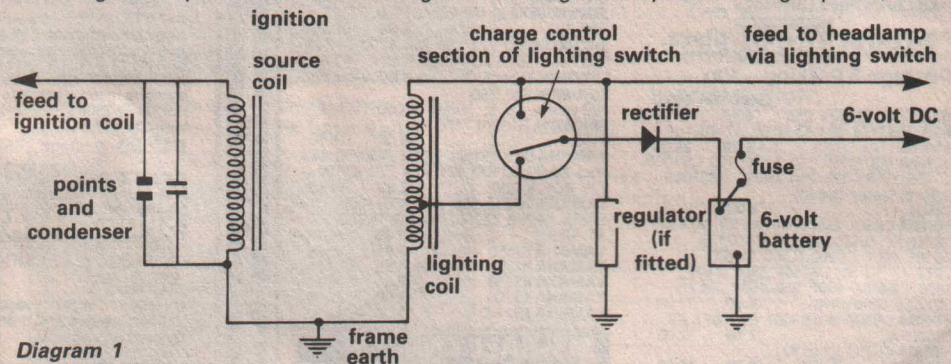 ignition
source
coil
charge control
section of lighting switch
feed to headlamp
via lighting switch
feed to
ignition coil
rectifier
6-volt DC
fuse
points
and
condenser
regulator
(if
fitted)
6-volt
battery
lighting
coil
frame
earth
Diagram 1